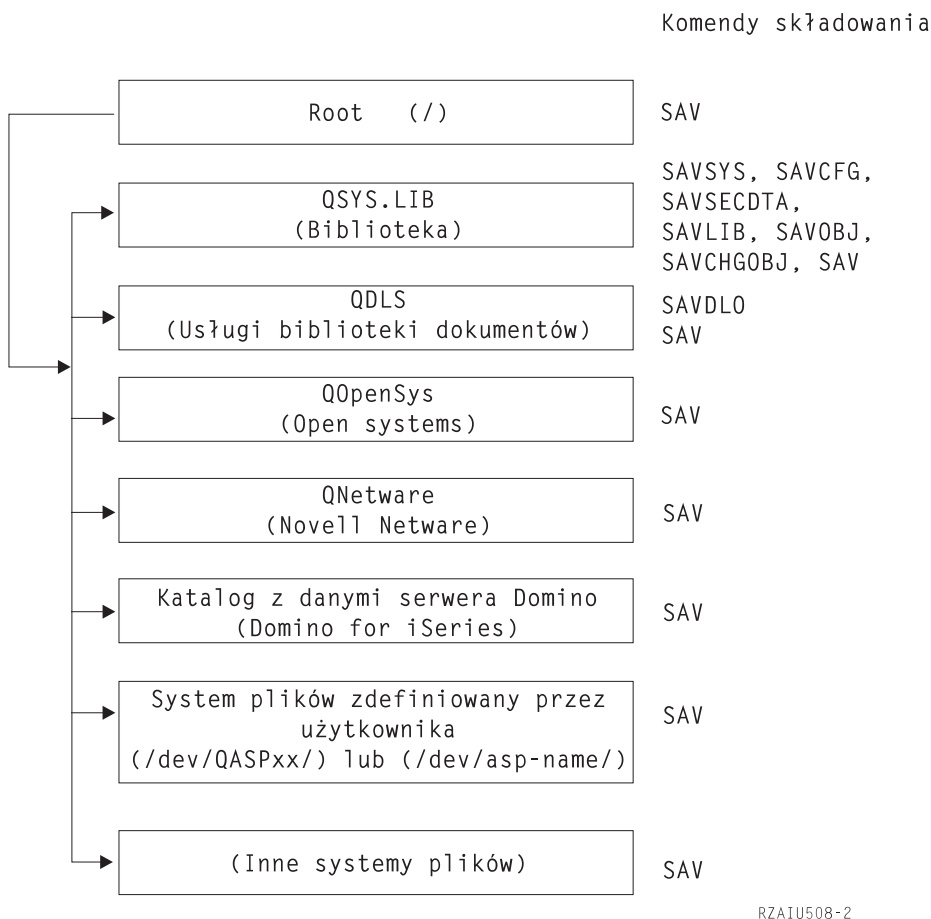 Komendy składowania
Root (/)
SAV
QSYS.LIB
(Biblioteka)
SAVSYS, SAVCFG,
SAVSECDTA,
SAVLIB, SAVOBJ,
SAVCHGOBJ, SAV
QDLS
(Usługi biblioteki dokumentów)
SAVDLO
SAV
QOpenSys
(Open systems)
SAV
QNetware
(Novell Netware)
SAV
Katalog z danymi serwera Domino
(Domino for iSeries)
SAV
System plików zdefiniowany przez
użytkownika
(/dev/QASPxx/) lub (/dev/asp-name/)
SAV
(Inne systemy plików)
SAV
RZAIU508-2